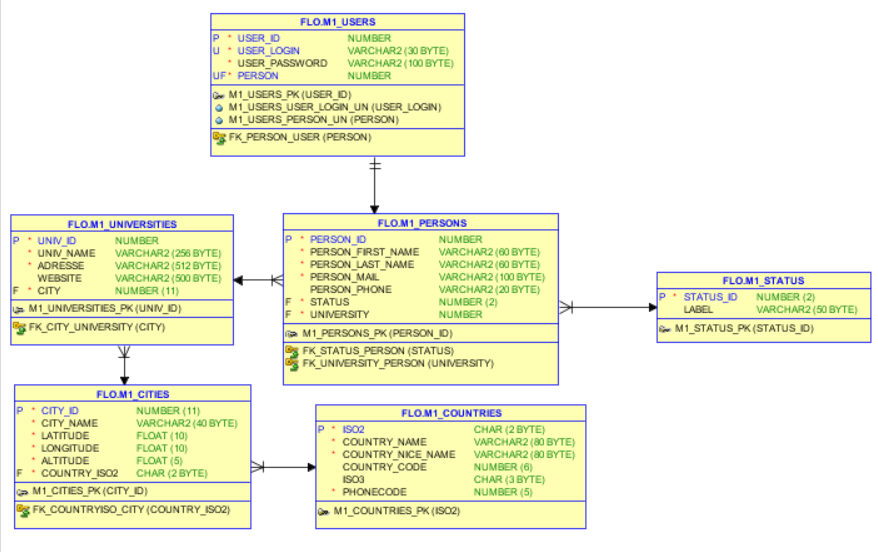 FLO.M1_USERS
P * USER_ID NUMBER
U * USER_LOGIN VARCHAR2 (30 BYTE)
* USER_PASSWORD VARCHAR2 (100 BYTE)
UF* PERSON NUMBER
M1_USERS_PK (USER_ID)
M1_USERS_USER_LOGIN_UN (USER_LOGIN)
M1_USERS_PERSON_UN (PERSON)
FK_PERSON_USER (PERSON)
FLO.M1_UNIVERSITIES
P * UNIV_ID NUMBER
* UNIV_NAME VARCHAR2 (256 BYTE)
* ADRESSE VARCHAR2 (512 BYTE)
WEBSITE VARCHAR2 (500 BYTE)
F * CITY NUMBER (11)
M1_UNIVERSITIES_PK (UNIV_ID)
FK_CITY_UNIVERSITY (CITY)
FLO.M1_PERSONS
P * PERSON_ID NUMBER
* PERSON_FIRST_NAME VARCHAR2 (60 BYTE)
* PERSON_LAST_NAME VARCHAR2 (60 BYTE)
* PERSON_MAIL VARCHAR2 (100 BYTE)
PERSON_PHONE VARCHAR2 (20 BYTE)
F * STATUS NUMBER (2)
F * UNIVERSITY NUMBER
M1_PERSONS_PK (PERSON_ID)
FK_STATUS_PERSON (STATUS)
FK_UNIVERSITY_PERSON (UNIVERSITY)
FLO.M1_STATUS
P * STATUS_ID NUMBER (2)
LABEL VARCHAR2 (50 BYTE)
M1_STATUS_PK (STATUS_ID)
FLO.M1_CITIES
P * CITY_ID NUMBER (11)
* CITY_NAME VARCHAR2 (40 BYTE)
* LATITUDE FLOAT (10)
* LONGITUDE FLOAT (10)
* ALTITUDE FLOAT (5)
F * COUNTRY_ISO2 CHAR (2 BYTE)
M1_CITIES_PK (CITY_ID)
FK_COUNTRYISO_CITY (COUNTRY_ISO2)
FLO.M1_COUNTRIES
P * ISO2 CHAR (2 BYTE)
* COUNTRY_NAME VARCHAR2 (80 BYTE)
* COUNTRY_NICE_NAME VARCHAR2 (80 BYTE)
COUNTRY_CODE NUMBER (6)
ISO3 CHAR (3 BYTE)
* PHONECODE NUMBER (5)
M1_COUNTRIES_PK (ISO2)